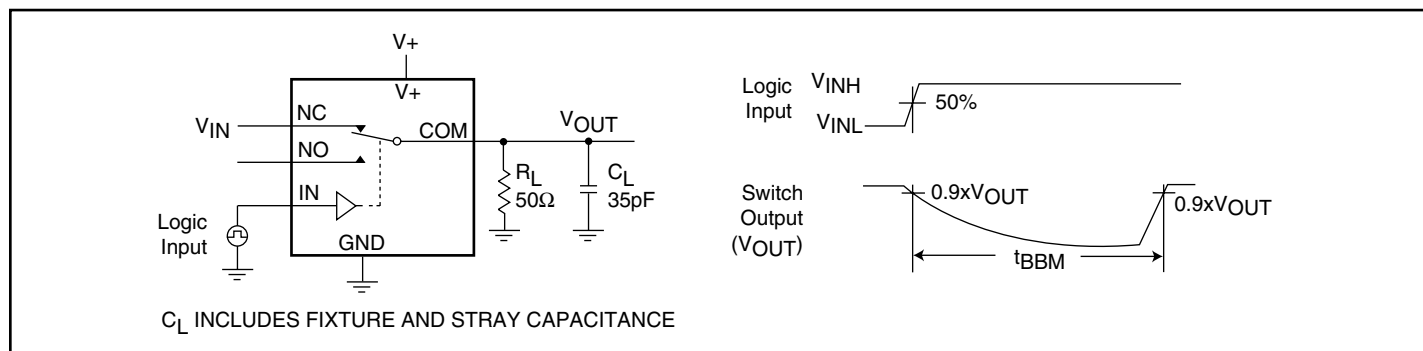 V+
V+
VIN
NC
COM
VOUT
NO
IN
RL
50Ω
CL
35pF
Logic
Input
GND
CL INCLUDES FIXTURE AND STRAY CAPACITANCE
Logic
Input
VINH
50%
VINL
Switch
Output
(VOUT)
0.9xVOUT
0.9xVOUT
tBBM